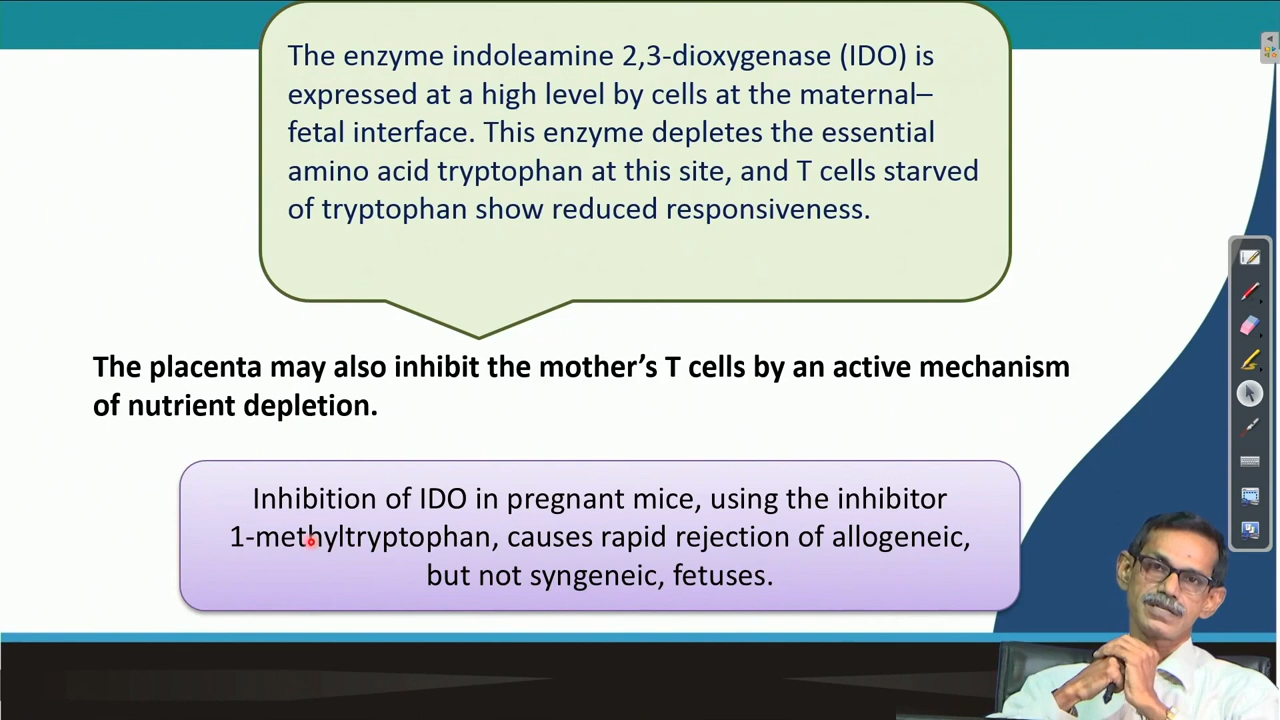 The enzyme indoleamine 2,3-dioxygenase (IDO) is
expressed at a high level by cells at the maternal–
fetal interface. This enzyme depletes the essential
amino acid tryptophan at this site, and T cells starved
of tryptophan show reduced responsiveness.
The placenta may also inhibit the mother’s T cells by an active mechanism
of nutrient depletion.
Inhibition of IDO in pregnant mice, using the inhibitor
1-methyltryptophan, causes rapid rejection of allogeneic,
but not syngeneic, fetuses.